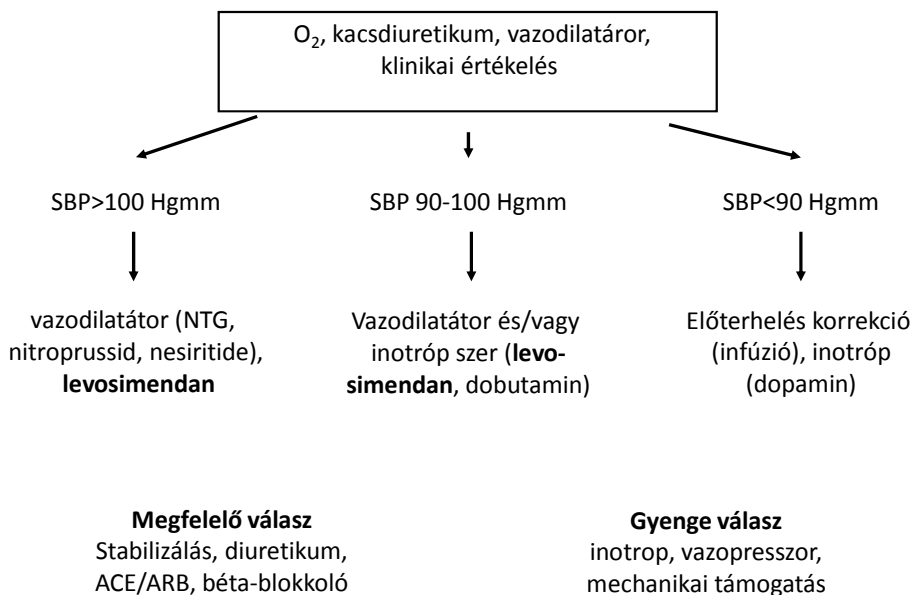 O₂, kacsdiuretikum, vazodilatáror,
klinikai értékelés
SBP>100 Hgmm
SBP 90-100 Hgmm
SBP<90 Hgmm
vazodilatátor (NTG,
nitroprussid, nesiritide),
levosimendan
Vazodilatátor és/vagy
inotróp szer (levo-
simendan, dobutamin)
Előterhelés korrekció
(infúzió), inotróp
(dopamin)
Megfelelő válasz
Stabilizálás, diuretikum,
ACE/ARB, béta-blokkoló
Gyenge válasz
inotrop, vazopresszor,
mechanikai támogatás